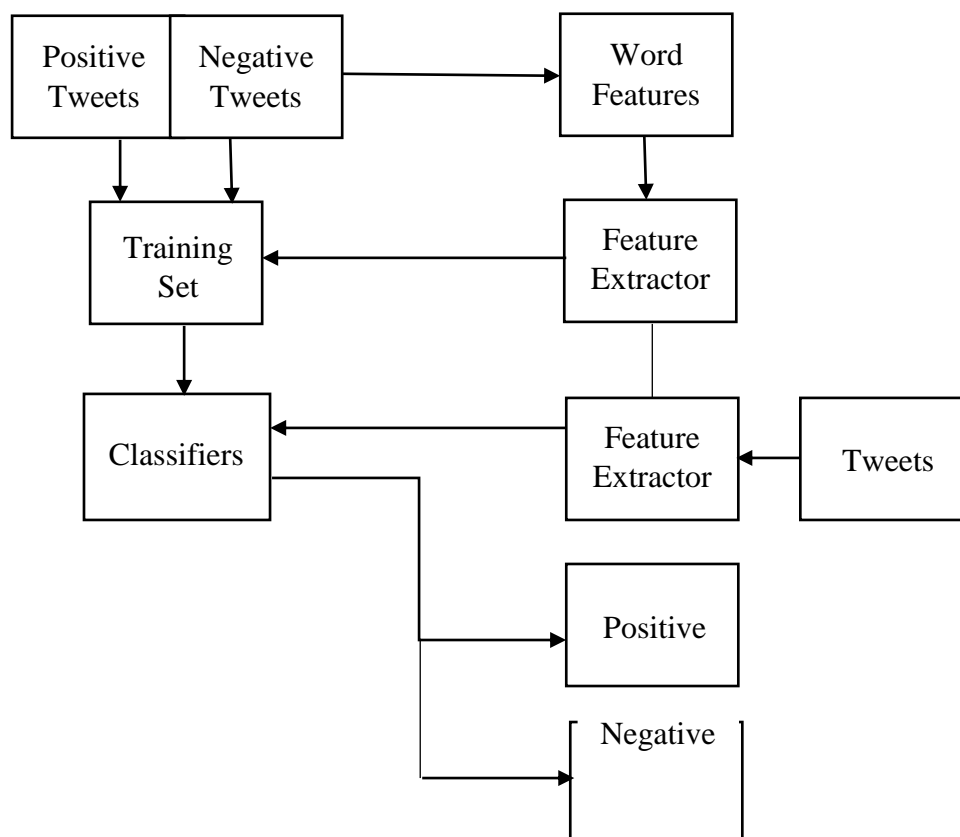 Positive
Tweets
Negative
Tweets
Word
Features
Training
Set
Feature
Extractor
Classifiers
Feature
Extractor
Tweets
Positive
Negative